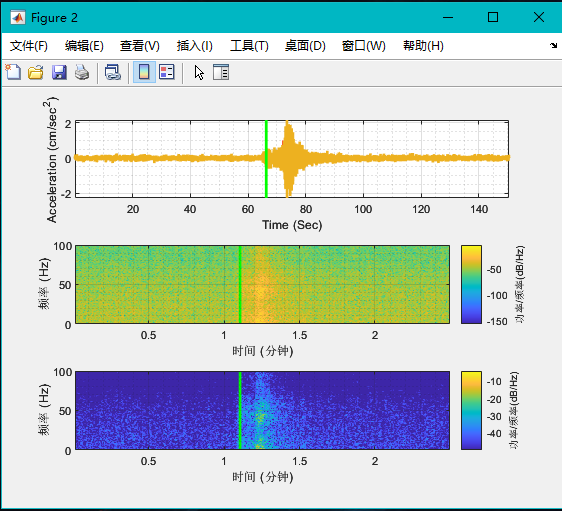 Figure 2
文件(F) 编辑(E) 查看(V) 插入(I) 工具(T) 桌面(D) 窗口(W) 帮助(H)
Acceleration (cm/sec2)
2
0
-2
20 40 60 80 100 120 140
Time (Sec)
频率 (Hz)
100
50
0
0.5 1 1.5 2
时间 (分钟)
-50
-100
-150
功率/频率(dB/Hz)
频率 (Hz)
100
50
0
0.5 1 1.5 2
时间 (分钟)
-10
-20
-30
-40
功率/频率(dB/Hz)